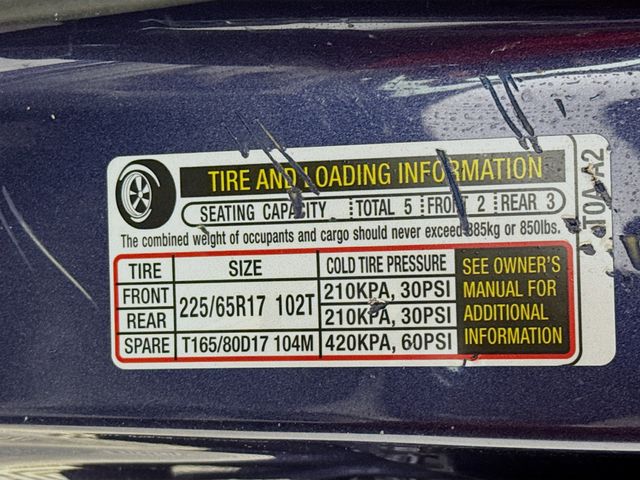 TIRE AND LOADING INFORMATION
SEATING CAPACITY TOTAL 5 FRONT 2 REAR 3
The combined weight of occupants and cargo should never exceed 385kg or 850lbs.
TIRE SIZE COLD TIRE PRESSURE
FRONT 225/65R17 102T 210KPA, 30PSI
REAR 210KPA, 30PSI
SPARE T165/80D17 104M 420KPA, 60PSI
SEE OWNER'S
MANUAL FOR
ADDITIONAL
INFORMATION